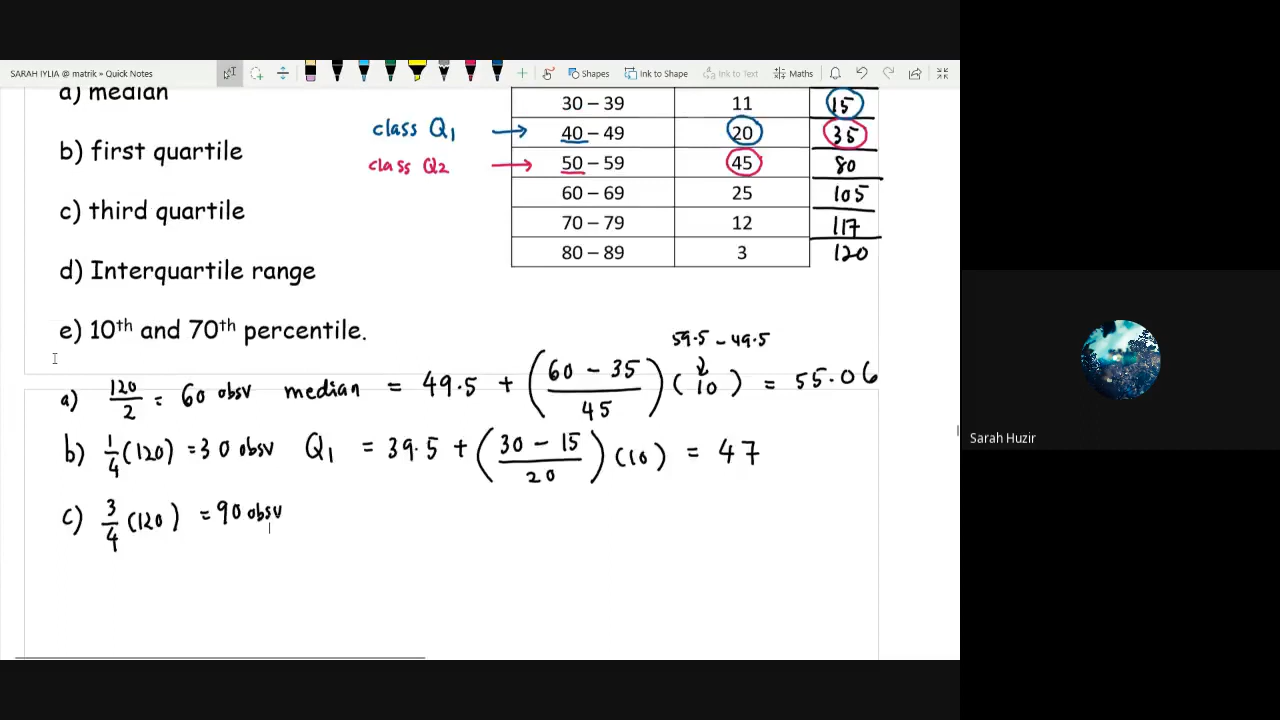 SARAH IYLIA @ matrik » Quick Notes
Shapes Ink to Shape Ink to Text Maths
a) median
b) first quartile
c) third quartile
d) Interquartile range
e) 10th and 70th percentile.
30 – 39 11 15
class Q1 → 40 – 49 20 35
class Q2 → 50 – 59 45 80
60 – 69 25 105
70 – 79 12 117
80 – 89 3 120
59.5 – 49.5
a) 120/2 = 60 obsv median = 49.5 + (60 – 35 / 45) (10) = 55.06
b) 1/4 (120) = 30 obsv Q1 = 39.5 + (30 – 15 / 20) (10) = 47
c) 3/4 (120) = 90 obsv
Sarah Huzir